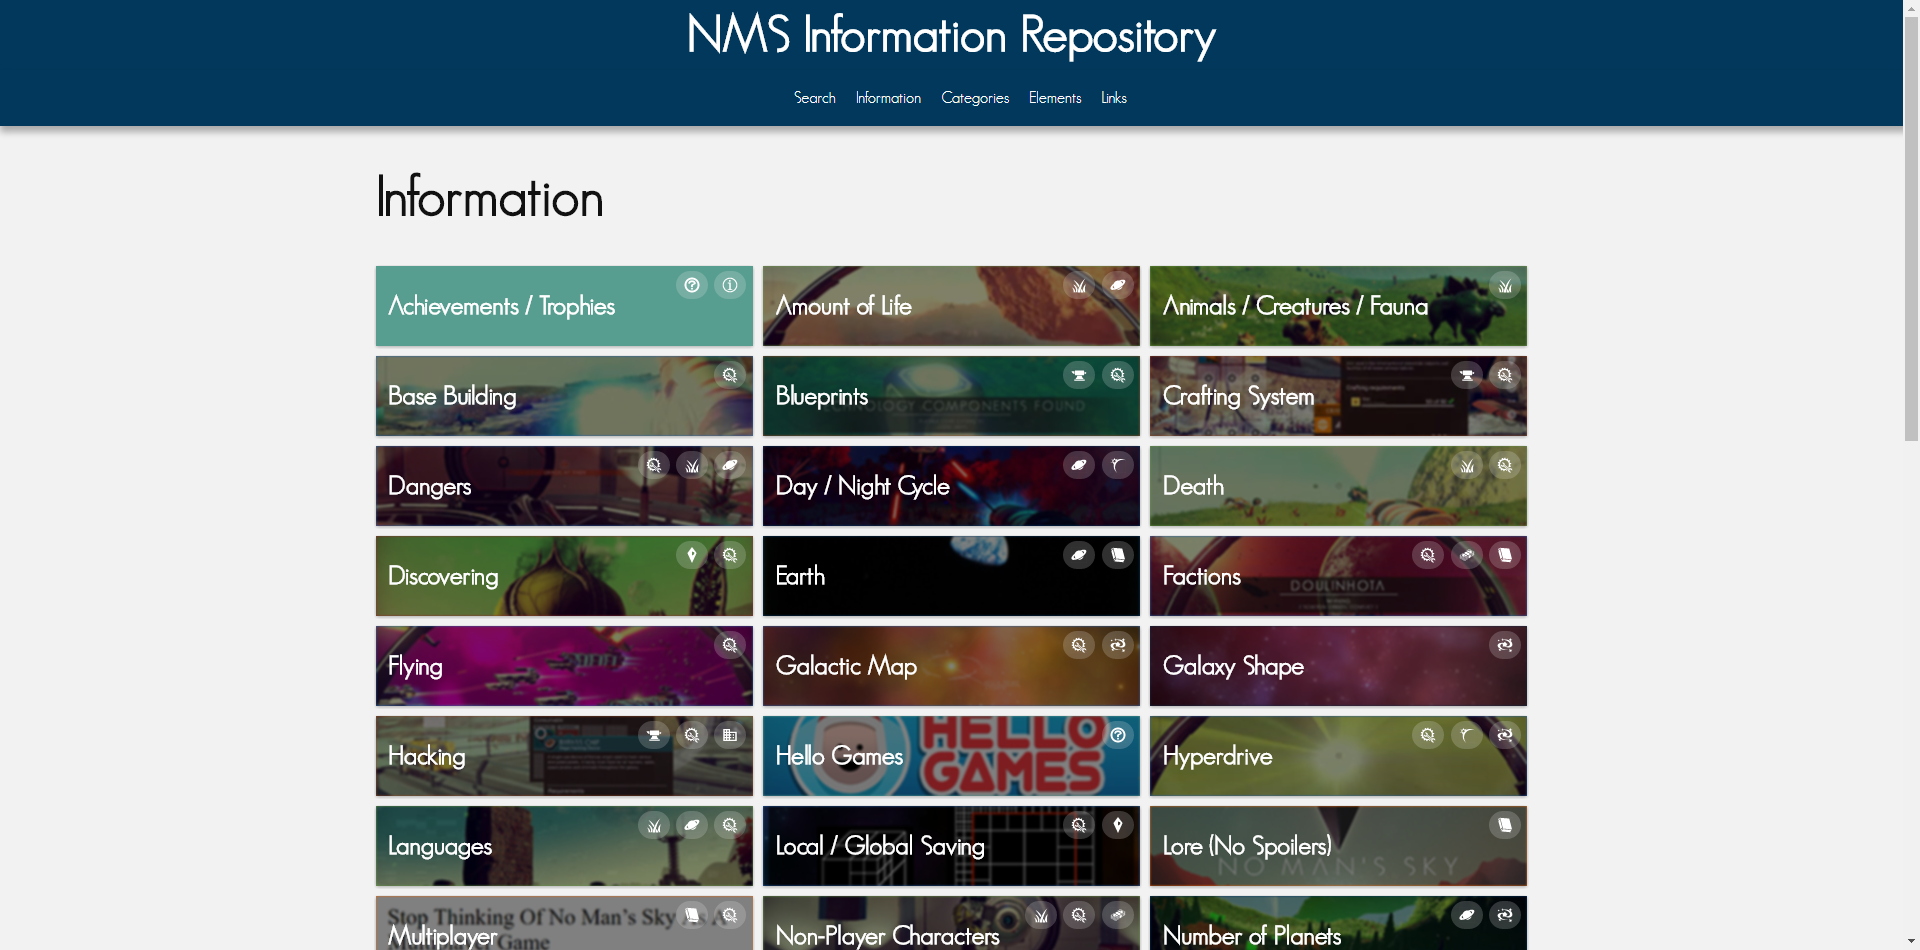 NMS Information Repository
Search Information Categories Elements Links
Information
Achievements / Trophies
Amount of Life
Animals / Creatures / Fauna
Base Building
Blueprints
TECHNOLOGY COMPONENTS FOUND
Crafting System
Crafting requirements
Dangers
Day / Night Cycle
Death
Discovering
Earth
Factions
DOULINHOTA
Flying
Galactic Map
Galaxy Shape
Hacking
Hello Games
HELLO
GAMES
Hyperdrive
Languages
Local / Global Saving
Lore (No Spoilers)
NO MAN'S SKY
Stop Thinking Of No Man's Sky As A
Multiplayer
Game
Non-Player Characters
Number of Planets